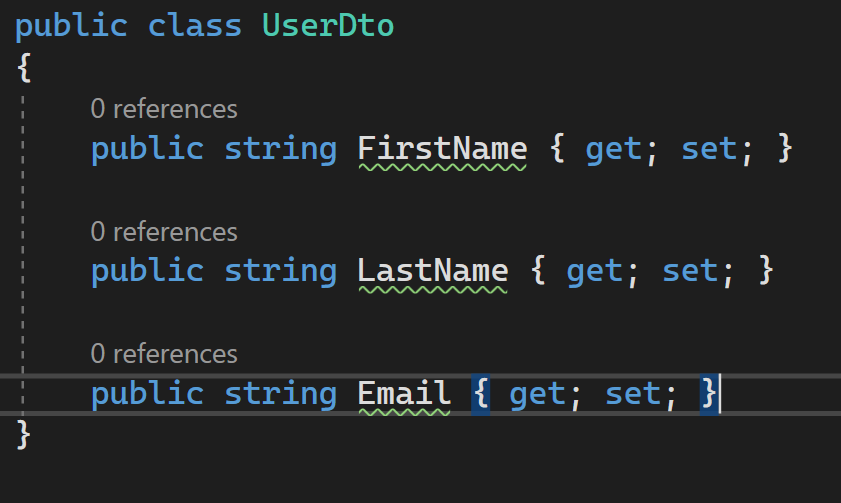 public class UserDto
{
0 references
public string FirstName { get; set; }
0 references
public string LastName { get; set; }
0 references
public string Email { get; set; }
}